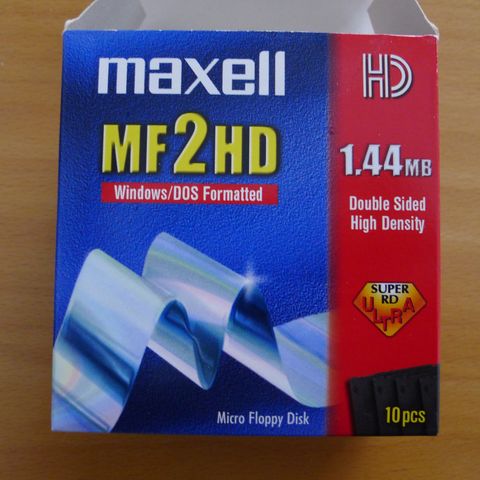 maxell
HD
MF2HD
Windows/DOS Formatted
1.44MB
Double Sided
High Density
SUPER
RD
ULTRA
Micro Floppy Disk
10pcs